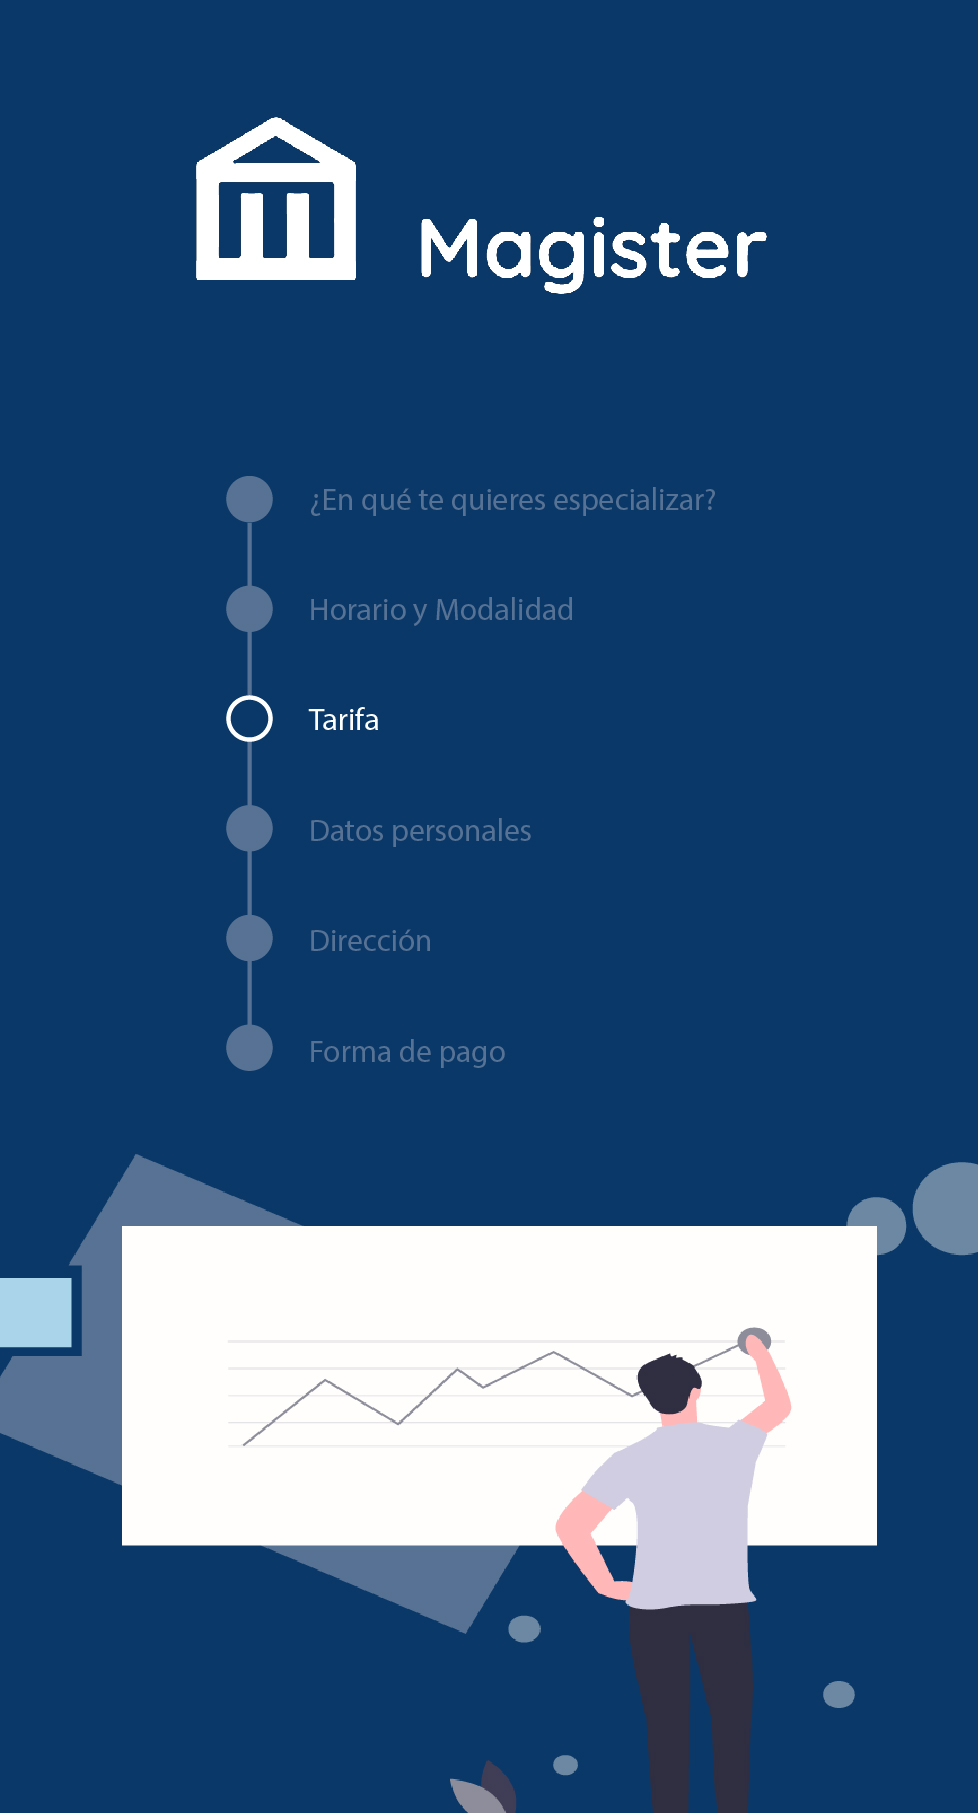 Magister
¿En qué te quieres especializar?
Horario y Modalidad
Tarifa
Datos personales
Dirección
Forma de pago